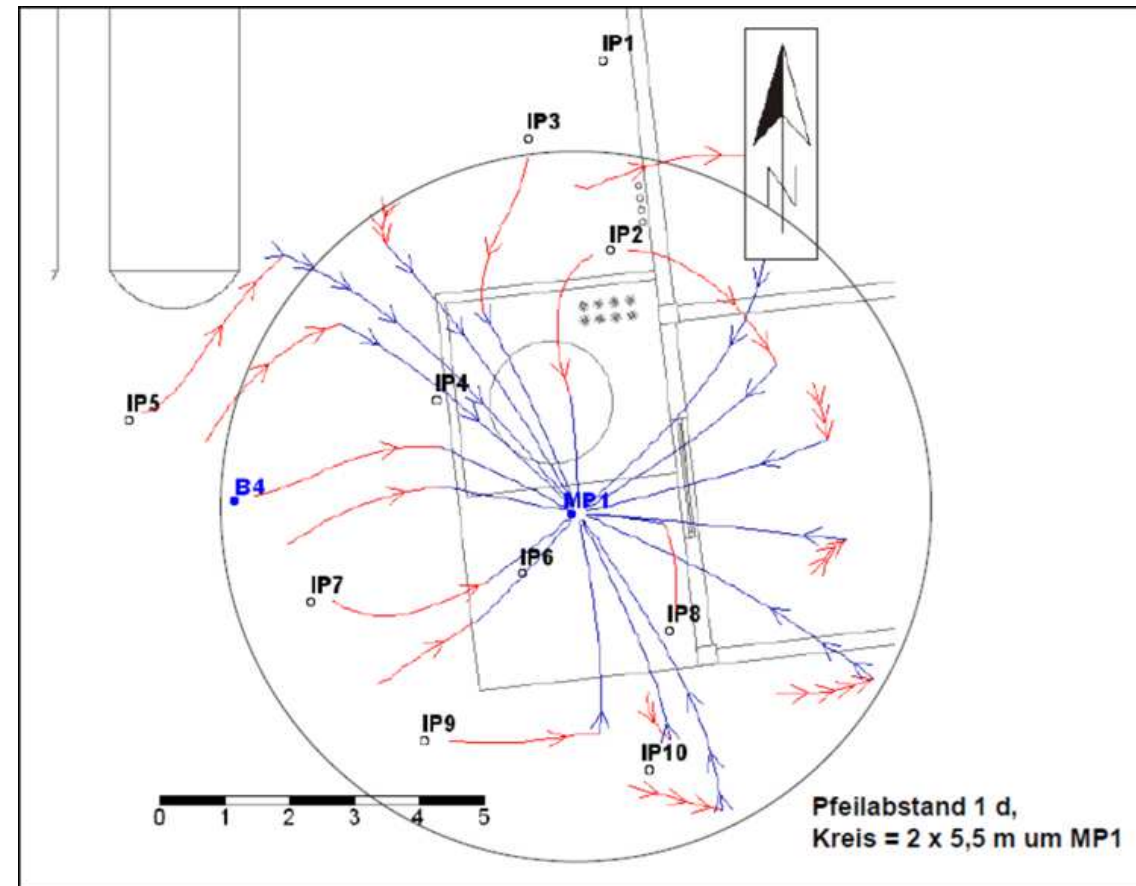 IP1
IP3
IP2
IP4
IP5
B4
MP1
IP6
IP7
IP8
IP9
IP10
0 1 2 3 4 5
Pfeilabstand 1 d,
Kreis = 2 x 5,5 m um MP1
N